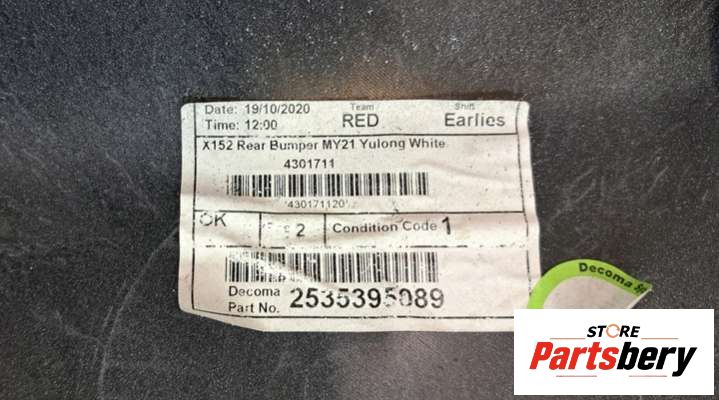 Date: 19/10/2020 Team RED Shift Earlies
Time: 12:00
X152 Rear Bumper MY21 Yulong White
4301711
*430171120*
OK 2 Condition Code 1
Decoma Part No. 2535395089
Decoma
STORE
Partsbery